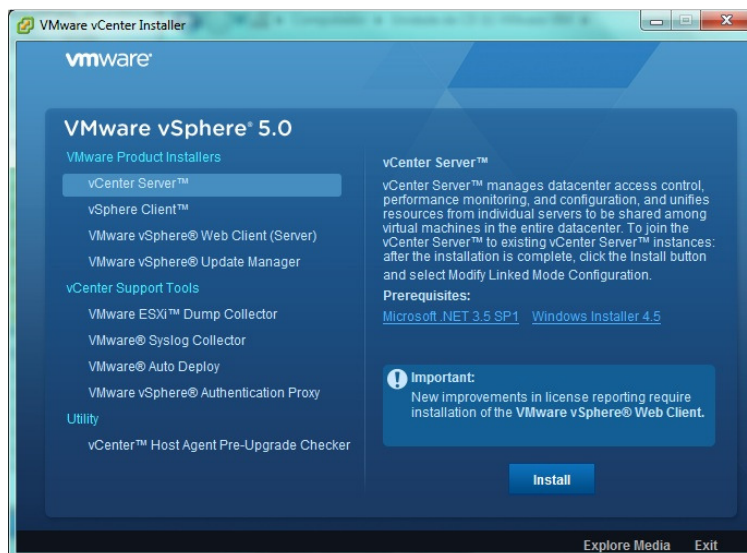 VMware vCenter Installer
vmware
VMware vSphere® 5.0
VMware Product Installers
vCenter Server™
vSphere Client™
VMware vSphere® Web Client (Server)
VMware vSphere® Update Manager
vCenter Support Tools
VMware ESXi™ Dump Collector
VMware® Syslog Collector
VMware® Auto Deploy
VMware vSphere® Authentication Proxy
Utility
vCenter™ Host Agent Pre-Upgrade Checker
vCenter Server™
vCenter Server™ manages datacenter access control,
performance monitoring, and configuration, and unifies
resources from individual servers to be shared among
virtual machines in the entire datacenter. To join the
vCenter Server™ to existing vCenter Server™ instances:
after the installation is complete, click the Install button
and select Modify Linked Mode Configuration.
Prerequisites:
Microsoft .NET 3.5 SP1 Windows Installer 4.5
Important:
New improvements in license reporting require
installation of the VMware vSphere® Web Client.
Install
Explore Media Exit